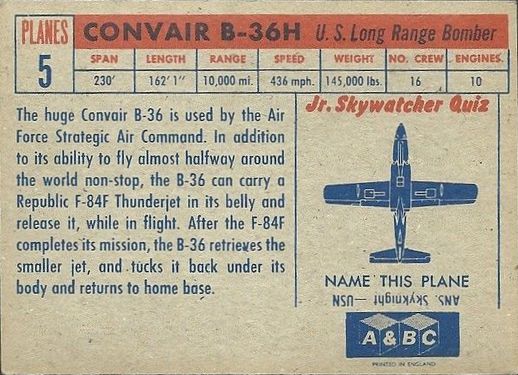 PLANES
5
CONVAIR B-36H U. S. Long Range Bomber
SPAN LENGTH RANGE SPEED WEIGHT NO. CREW ENGINES
230' 162' 1" 10,000 mi. 436 mph. 145,000 lbs. 16 10
The huge Convair B-36 is used by the Air
Force Strategic Air Command. In addition
to its ability to fly almost halfway around
the world non-stop, the B-36 can carry a
Republic F-84F Thunderjet in its belly and
release it, while in flight. After the F-84F
completes its mission, the B-36 retrieves the
smaller jet, and tucks it back under its
body and returns to home base.
Jr. Skywatcher Quiz
NAME THIS PLANE
ANS. Skyknight—USN
A & BC
PRINTED IN ENGLAND